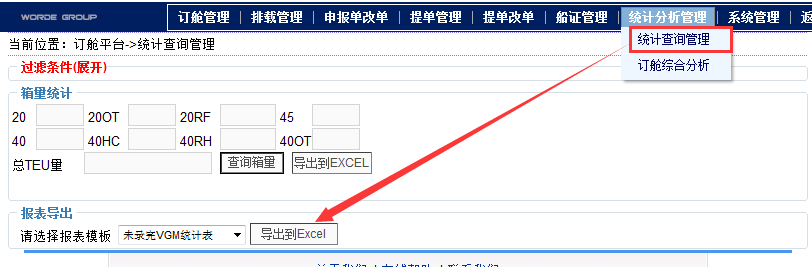 WORDE GROUP 订舱管理 排载管理 申报单改单 提单管理 提单改单 船证管理 统计分析管理 系统管理
当前位置：订舱平台->统计查询管理
统计查询管理
订舱综合分析
过滤条件(展开)
箱量统计
20 20OT 20RF 45
40 40HC 40RH 40OT
总TEU量 查询箱量 导出到EXCEL
报表导出
请选择报表模板 未录完VGM统计表 导出到Excel